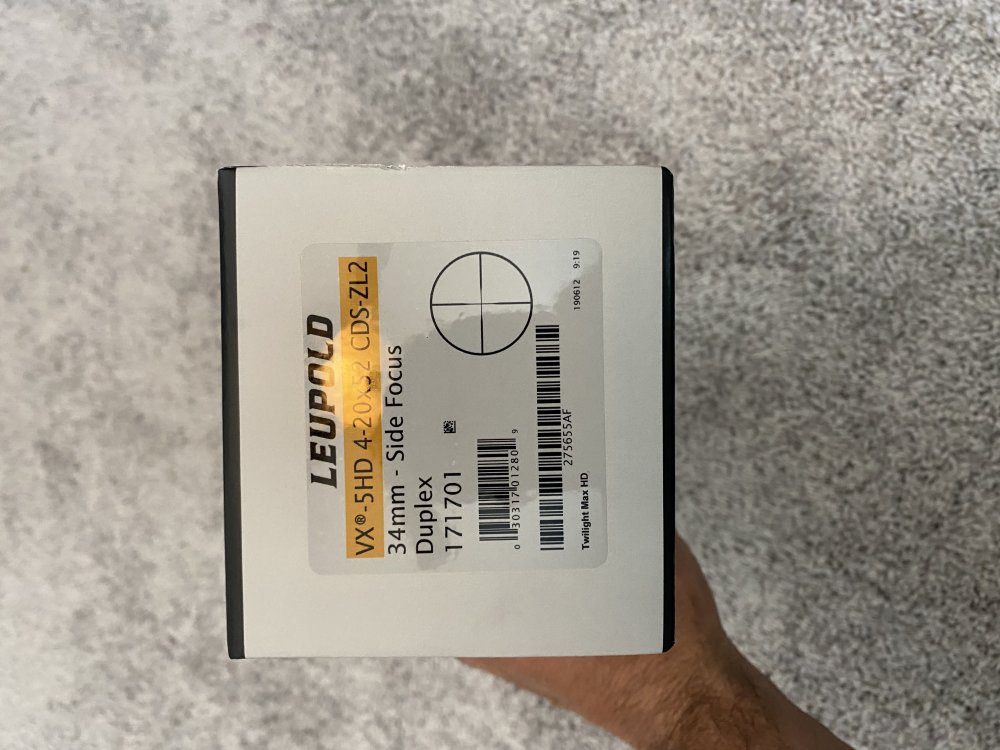 LEUPOLD
VX®-5HD 4-20x52 CDS-ZL2
34mm - Side Focus
Duplex
171701
0 30317 01280 9
275655AF
Twilight Max HD
190612 9:19